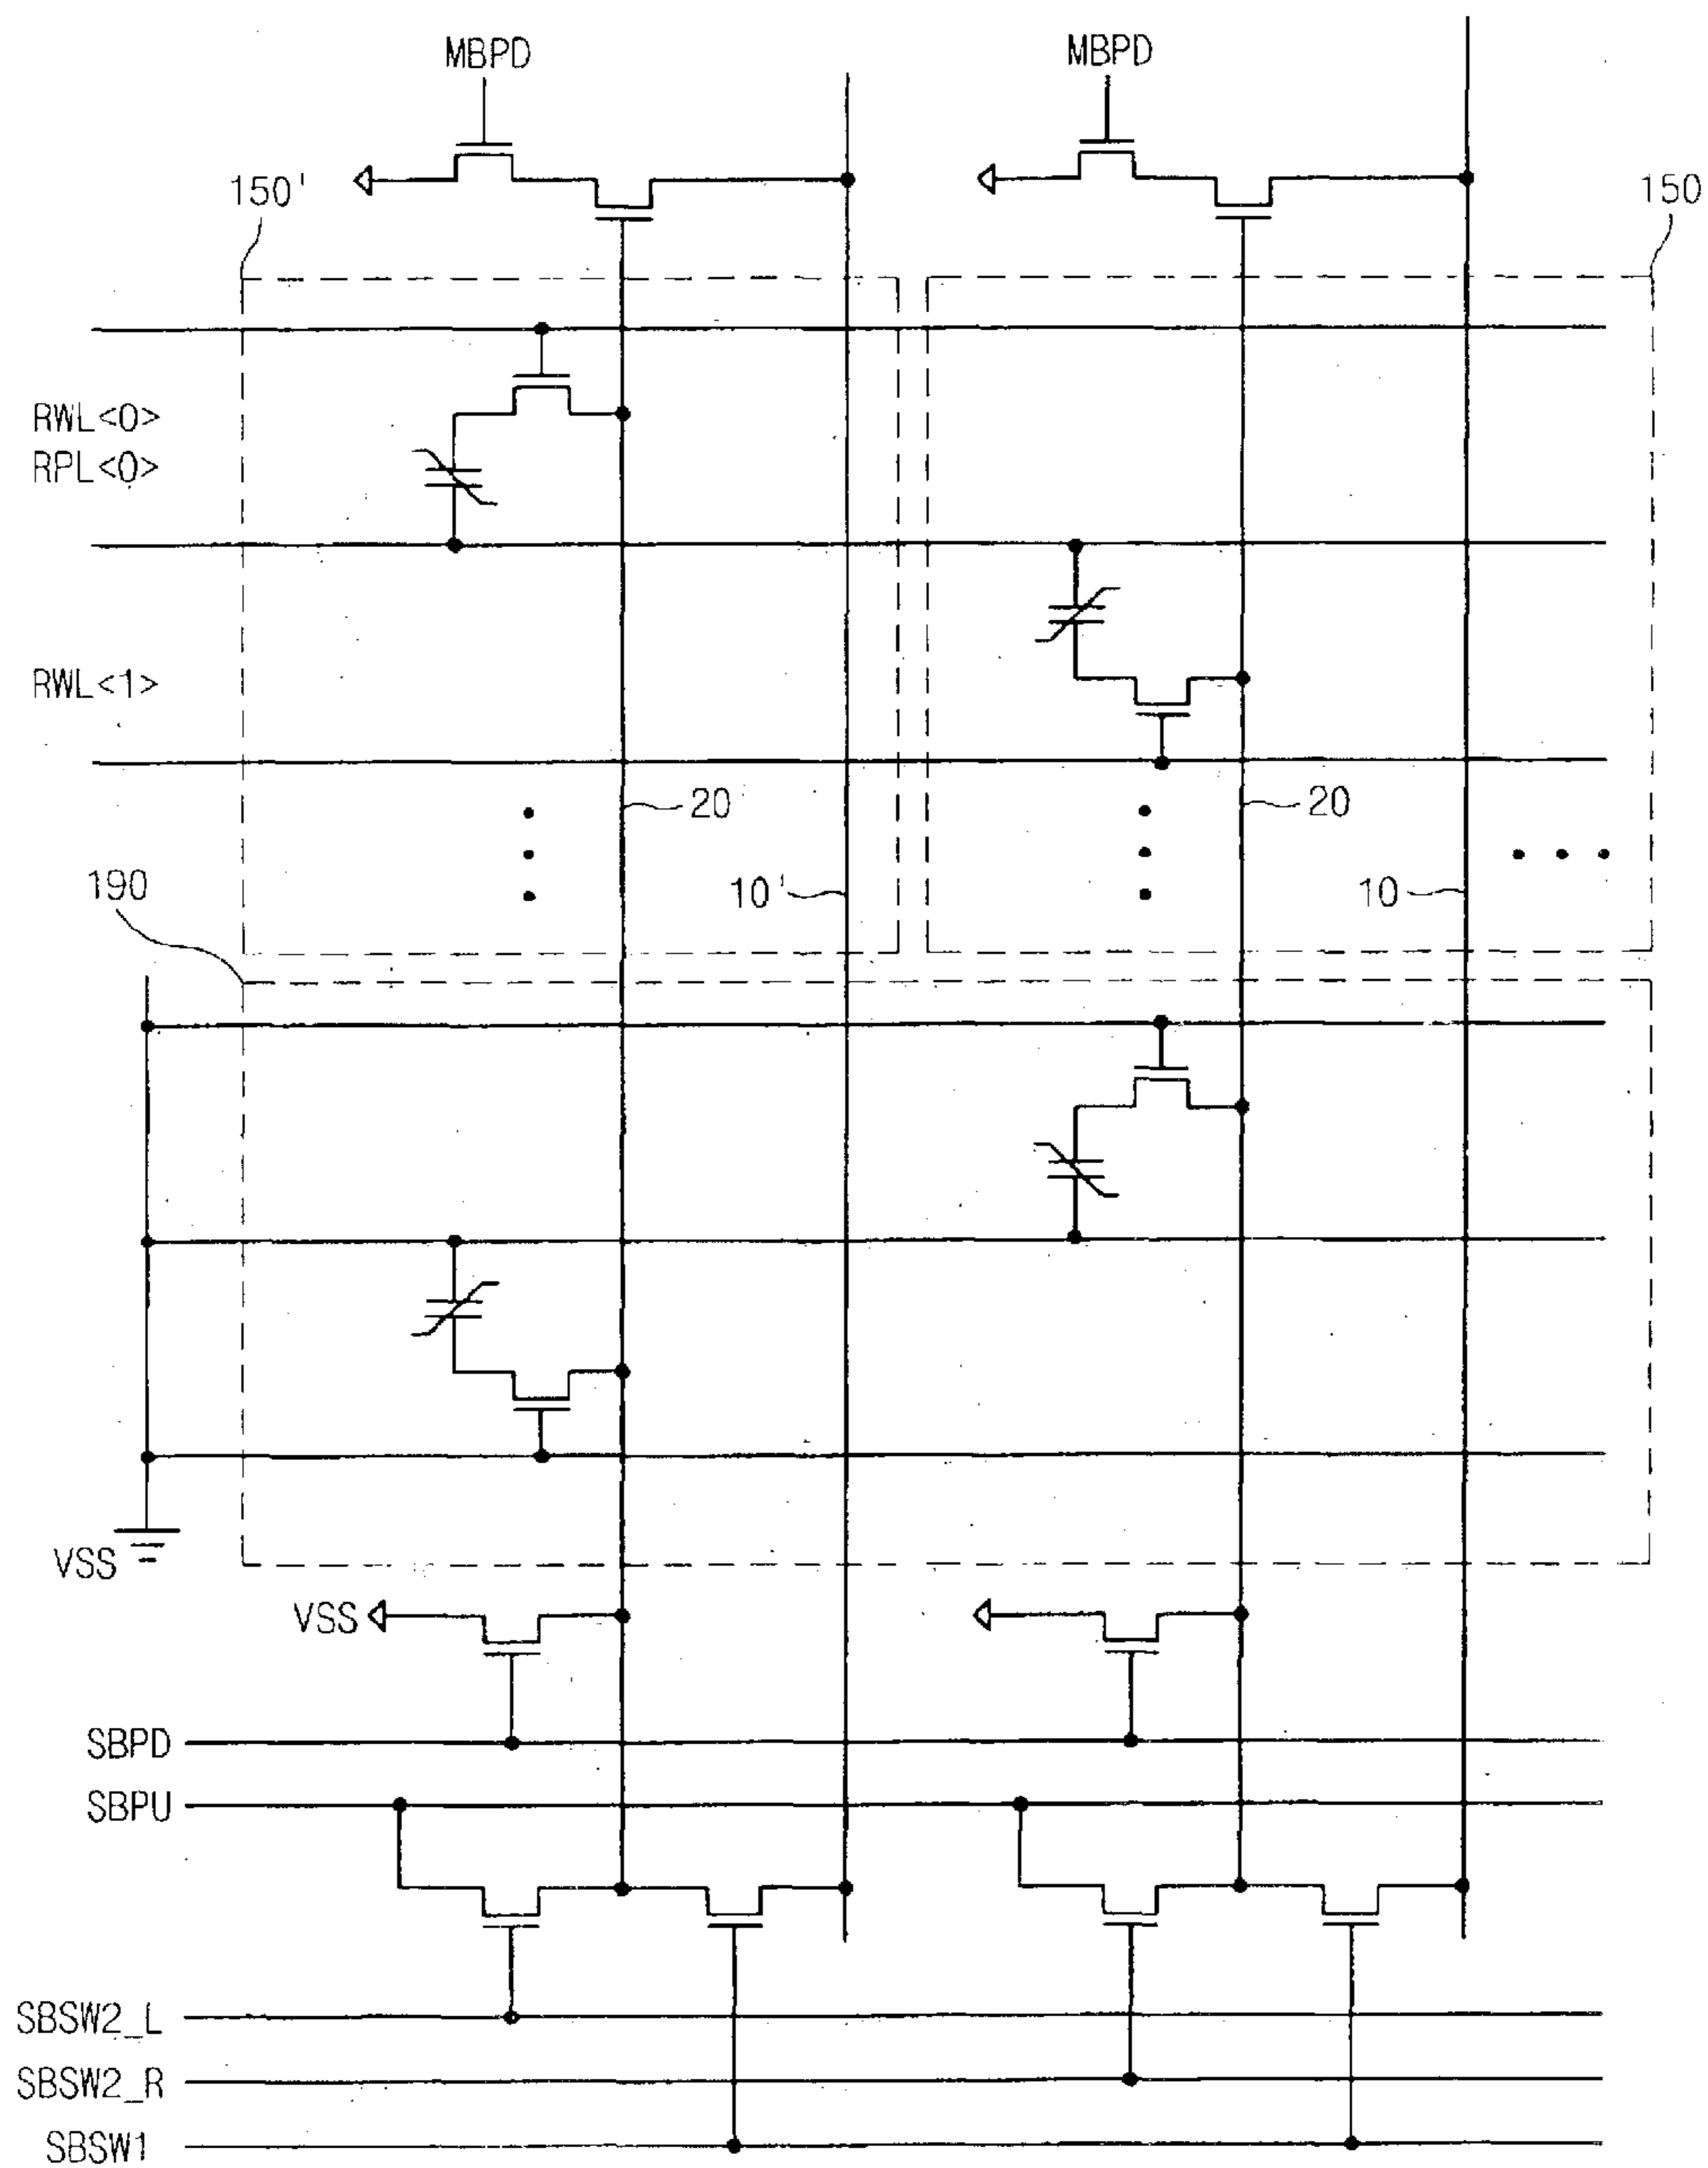 MBPD MBPD
150' 150
RWL<0>
RPL<0>
RWL<1>
20 20
190 10' 10
VSS
VSS
SBPD
SBPU
SBSW2_L
SBSW2_R
SBSW1